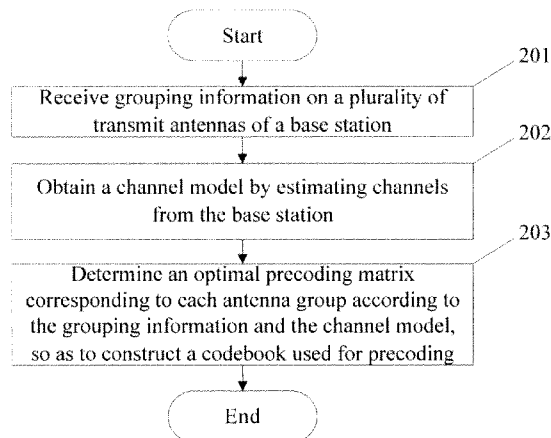 Start
201
Receive grouping information on a plurality of
transmit antennas of a base station
202
Obtain a channel model by estimating channels
from the base station
203
Determine an optimal precoding matrix
corresponding to each antenna group according to
the grouping information and the channel model,
so as to construct a codebook used for precoding
End